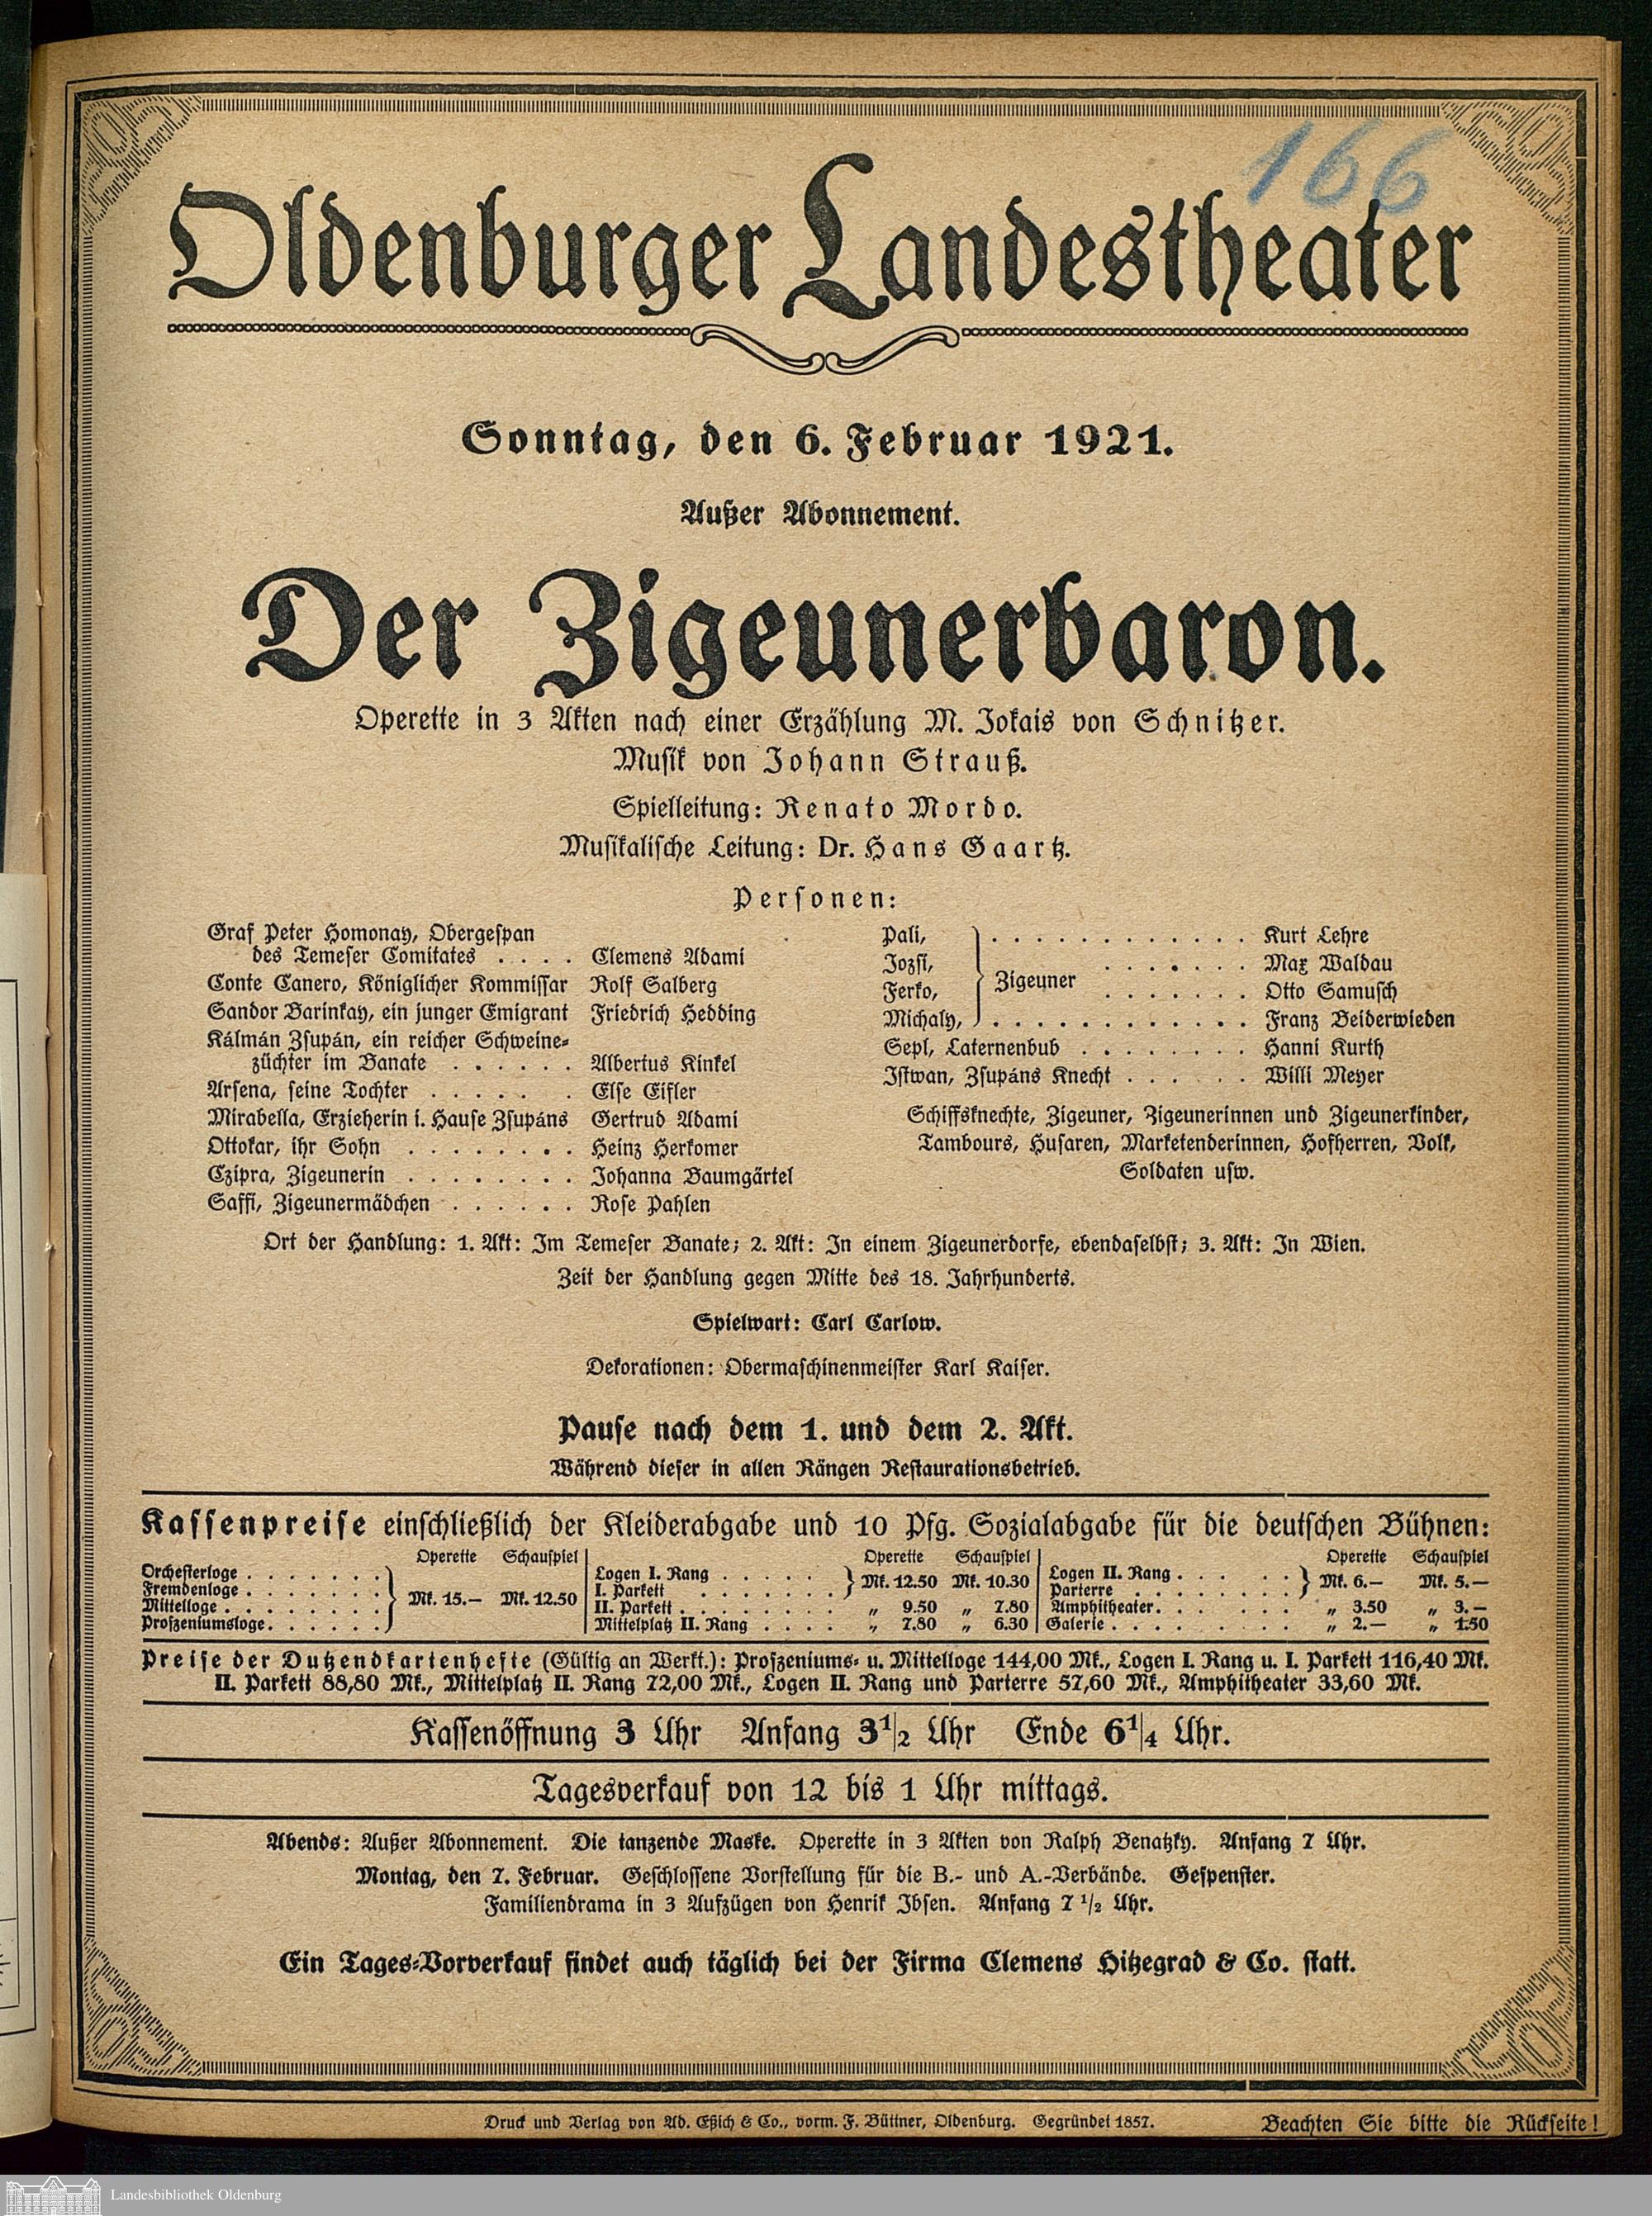 166
Oldenburger Landestheater
Sonntag, den 6. Februar 1921.
Außer Abonnement.
Der Zigeunerbaron.
Operette in 3 Akten nach einer Erzählung M. Jokais von Schnitzer.
Musik von Johann Strauß.
Spielleitung: Renato Mordo.
Musikalische Leitung: Dr. Hans Gaartz.
Personen:
Graf Peter Homonay, Obergespan
des Temeser Comitates . . . . Clemens Adami
Conte Canero, Königlicher Kommissar Rolf Salberg
Sandor Barinkay, ein junger Emigrant Friedrich Hedding
Kálmán Zsupán, ein reicher Schweine-
züchter im Banate . . . . . . Albertus Kinkel
Arsena, seine Tochter . . . . . . Else Eifler
Mirabella, Erzieherin i. Hause Zsupáns Gertrud Adami
Ottokar, ihr Sohn . . . . . . . . Heinz Herkomer
Czipra, Zigeunerin . . . . . . . . Johanna Baumgärtel
Saffi, Zigeunermädchen . . . . . . Rose Pahlen
Pali, . . . . . . . . . . . . Kurt Lehre
Jozsi, . . . . . . Max Waldau
Zigeuner
Ferko, . . . . . . . Otto Samusch
Michaly, . . . . . . . . . . . . Franz Beiderwieden
Sepl, Laternenbub . . . . . . . . Hanni Kurth
Istwan, Zsupáns Knecht . . . . . . Willi Meyer
Schiffsknechte, Zigeuner, Zigeunerinnen und Zigeunerkinder,
Tambours, Husaren, Marketenderinnen, Hofherren, Volk,
Soldaten usw.
Ort der Handlung: 1. Akt: Im Temeser Banate; 2. Akt: In einem Zigeunerdorfe, ebendaselbst; 3. Akt: In Wien.
Zeit der Handlung gegen Mitte des 18. Jahrhunderts.
Spielwart: Carl Carlow.
Dekorationen: Obermaschinenmeister Karl Kaiser.
Pause nach dem 1. und dem 2. Akt.
Während dieser in allen Rängen Restaurationsbetrieb.
Kassenpreise einschließlich der Kleiderabgabe und 10 Pfg. Sozialabgabe für die deutschen Bühnen:
Operette Schauspiel
Orchesterloge . . . . . . .
Fremdenloge . . . . . . .
Mk. 15.— Mk. 12.50
Mittelloge . . . . . . . .
Proszeniumsloge . . . . . .
Operette Schauspiel
Logen I. Rang . . . . .
Mk. 12.50 Mk. 10.30
I. Parkett . . . . . . .
II. Parkett . . . . . . . . „ 9.50 „ 7.80
Mittelplatz II. Rang . . . . „ 7.80 „ 6.30
Operette Schauspiel
Logen II. Rang . . . . .
Mk. 6.— Mk. 5.—
Parterre . . . . . . . .
Amphitheater . . . . . . „ 3.50 „ 3.—
Galerie . . . . . . . . . „ 2.— „ 1.50
Preise der Dutzendkartenhefte (Gültig an Werkt.): Proszeniums- u. Mittelloge 144,00 Mk., Logen I. Rang u. I. Parkett 116,40 Mk.
II. Parkett 88,80 Mk., Mittelplatz II. Rang 72,00 Mk., Logen II. Rang und Parterre 57,60 Mk., Amphitheater 33,60 Mk.
Kassenöffnung 3 Uhr Anfang 3 1/2 Uhr Ende 6 1/4 Uhr.
Tagesverkauf von 12 bis 1 Uhr mittags.
Abends: Außer Abonnement. Die tanzende Maske. Operette in 3 Akten von Ralph Benatzky. Anfang 7 Uhr.
Montag, den 7. Februar. Geschlossene Vorstellung für die B.- und A.-Verbände. Gespenster.
Familiendrama in 3 Aufzügen von Henrik Ibsen. Anfang 7 1/2 Uhr.
Ein Tages-Vorverkauf findet auch täglich bei der Firma Clemens Hitzegrad & Co. statt.
Druck und Verlag von Ad. Eßich & Co., vorm. F. Büttner, Oldenburg. Gegründet 1857.
Beachten Sie bitte die Rückseite!
Landesbibliothek Oldenburg